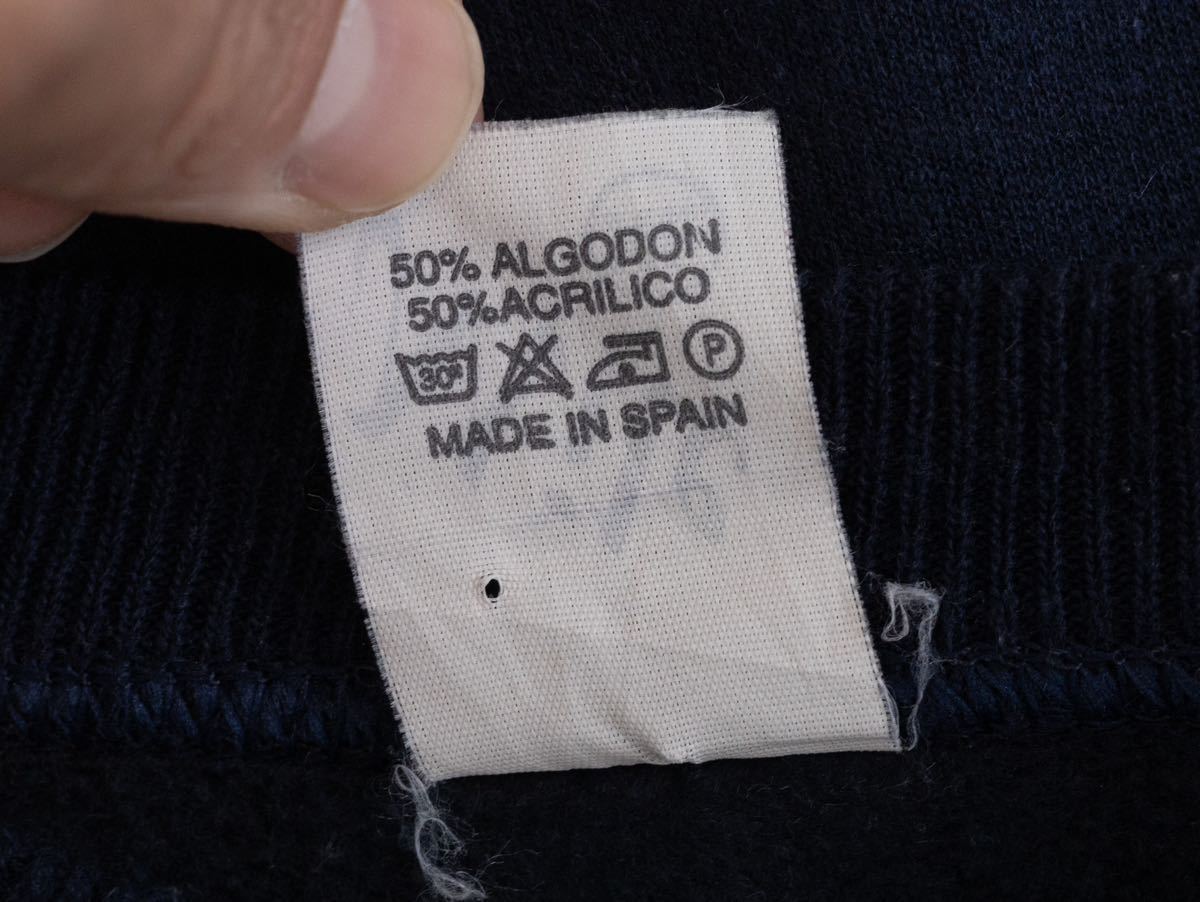 50% ALGODON
50% ACRILICO
30° P
MADE IN SPAIN